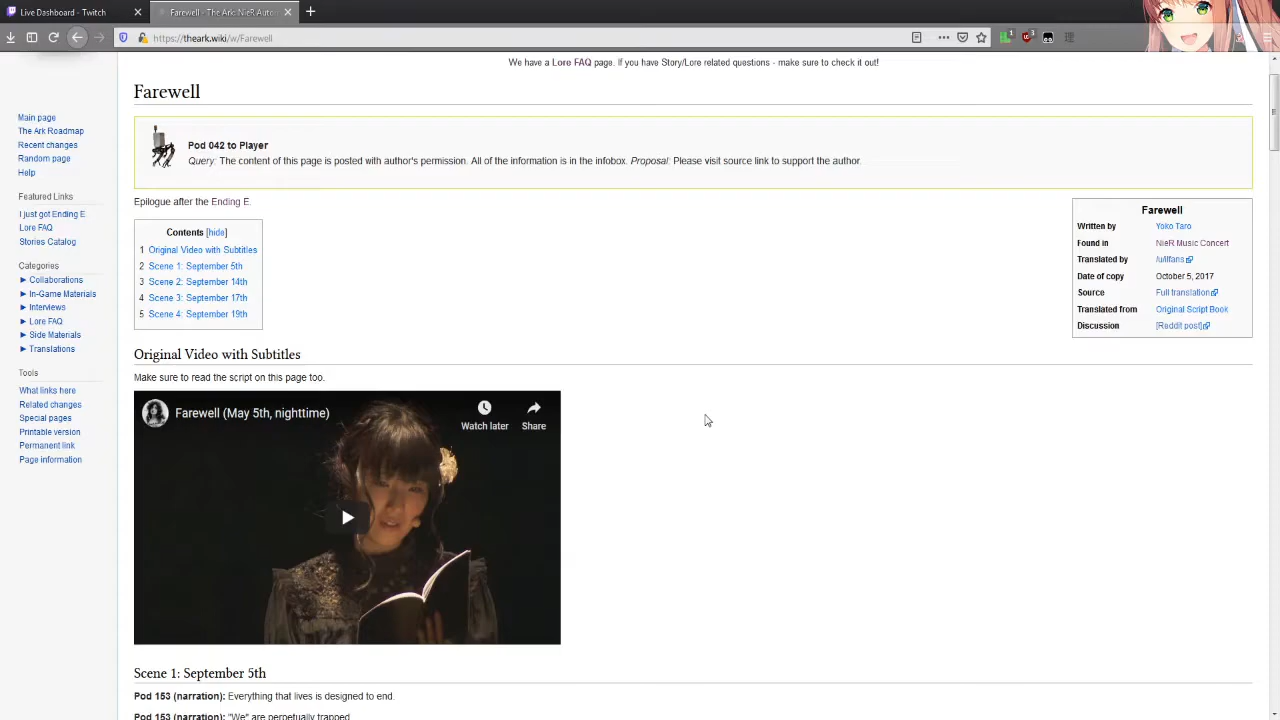 Live Dashboard - Twitch
Farewell - The Ark: NieR Auto
https://theark.wiki/w/Farewell
We have a Lore FAQ page. If you have Story/Lore related questions - make sure to check it out!
Main page
The Ark Roadmap
Recent changes
Random page
Help
Featured Links
I just got Ending E
Lore FAQ
Stories Catalog
Categories
Collaborations
In-Game Materials
Interviews
Lore FAQ
Side Materials
Translations
Tools
What links here
Related changes
Special pages
Printable version
Permanent link
Page information
Farewell
Pod 042 to Player
Query: The content of this page is posted with author's permission. All of the information is in the infobox. Proposal: Please visit source link to support the author.
Epilogue after the Ending E.
Contents [hide]
1 Original Video with Subtitles
2 Scene 1: September 5th
3 Scene 2: September 14th
4 Scene 3: September 17th
5 Scene 4: September 19th
Farewell
Written by Yoko Taro
Found in NieR Music Concert
Translated by /u/Ilfans
Date of copy October 5, 2017
Source Full translation
Translated from Original Script Book
Discussion [Reddit post]
Original Video with Subtitles
Make sure to read the script on this page too.
Farewell (May 5th, nighttime)
Watch later
Share
Scene 1: September 5th
Pod 153 (narration): Everything that lives is designed to end.
Pod 153 (narration): "We" are perpetually trapped